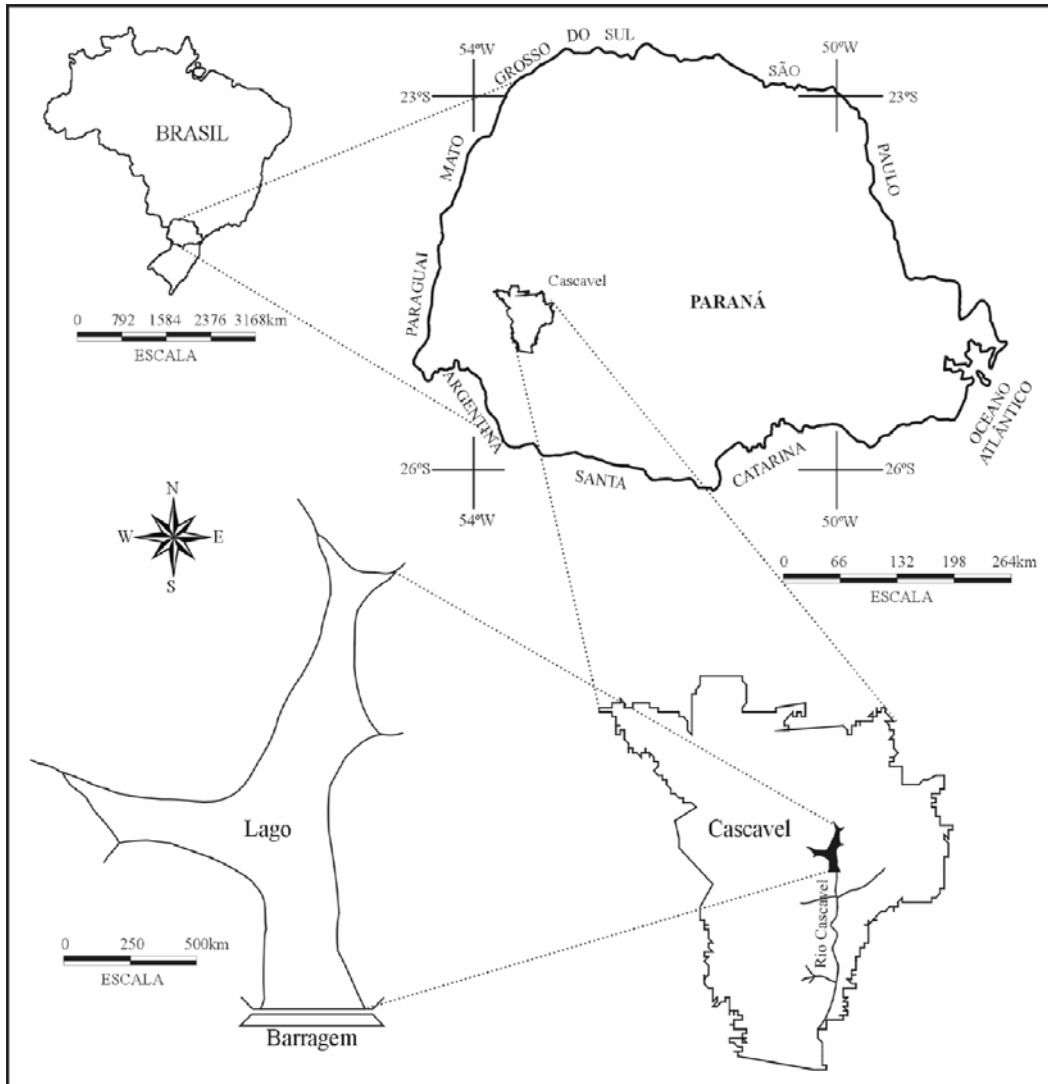 BRASIL
0 792 1584 2376 3168km
ESCALA
54ºW
50ºW
23ºS
23ºS
MATO GROSSO DO SUL
SÃO PAULO
PARAGUAI
Cascavel
PARANÁ
ARGENTINA
OCEANO
ATLÂNTICO
SANTA CATARINA
26ºS
26ºS
54ºW
50ºW
0 66 132 198 264km
ESCALA
N
W E
S
Lago
0 250 500km
ESCALA
Barragem
Cascavel
Rio Cascavel